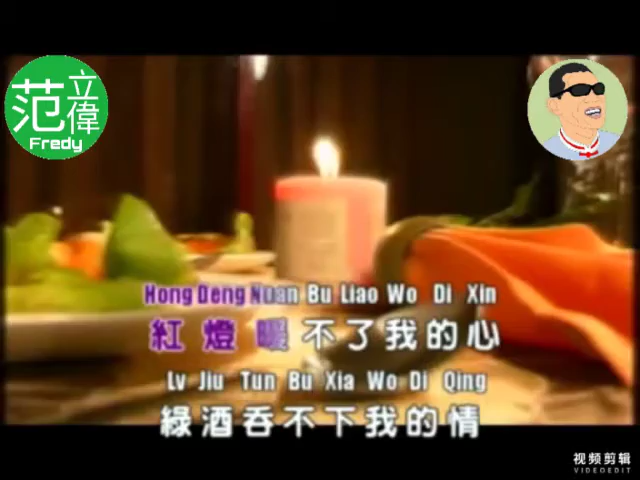 范立偉
Fredy
Hong Deng Nuan Bu Liao Wo Di Xin
紅燈暖不了我的心
Lv Jiu Tun Bu Xia Wo Di Qing
綠酒吞不下我的情
视频剪辑
VIDEOEDIT